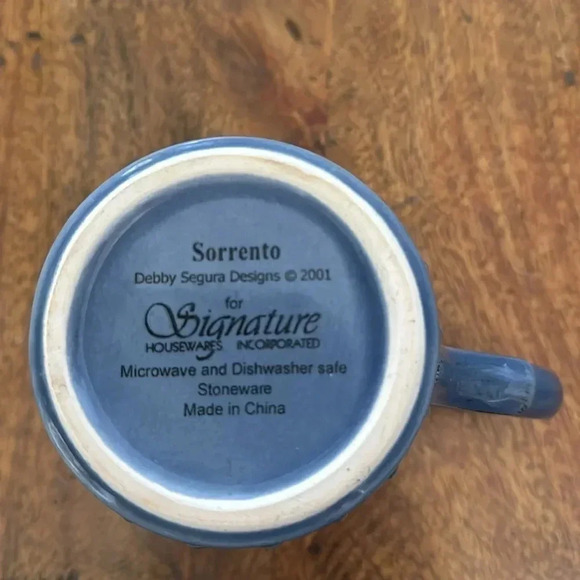 Sorrento
Debby Segura Designs © 2001
for
Signature
HOUSEWARES INCORPORATED
Microwave and Dishwasher safe
Stoneware
Made in China